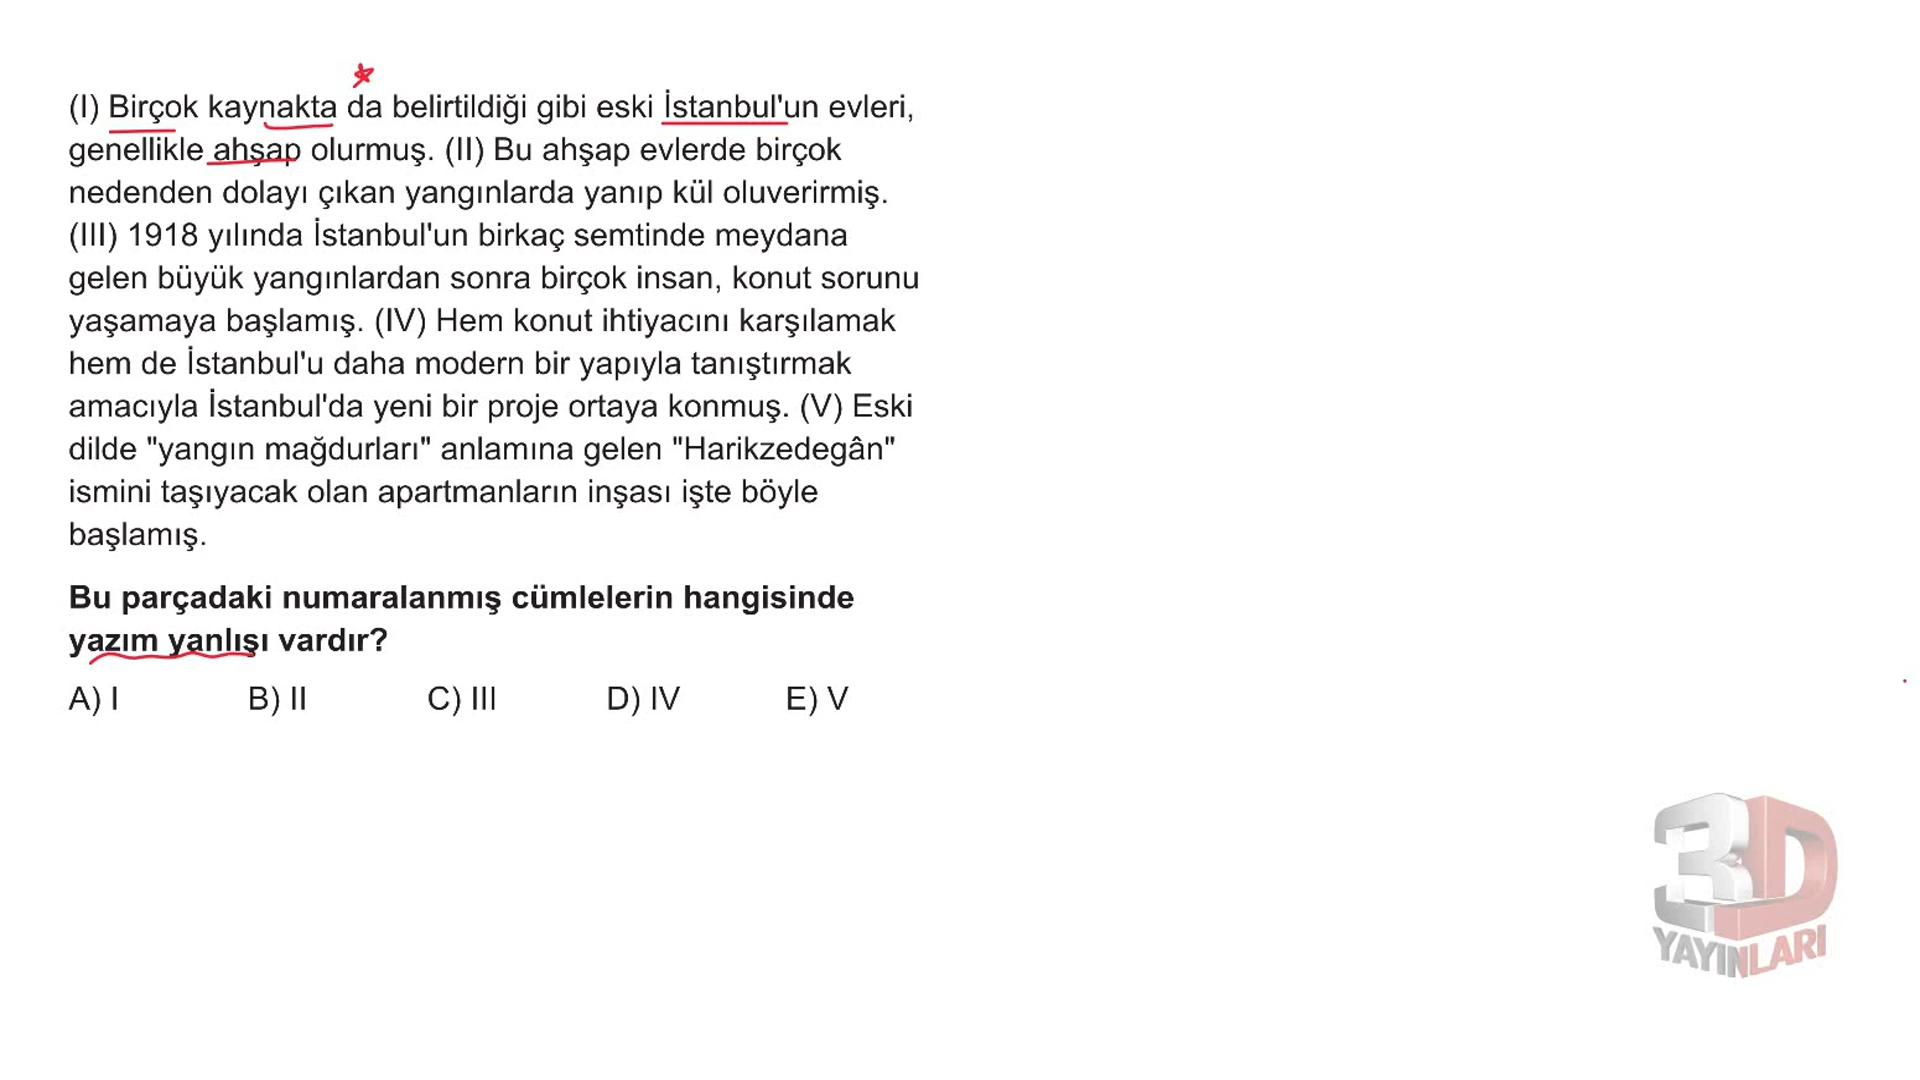 (I) Birçok kaynakta da belirtildiği gibi eski İstanbul'un evleri,
genellikle ahşap olurmuş. (II) Bu ahşap evlerde birçok
nedenden dolayı çıkan yangınlarda yanıp kül oluverirmiş.
(III) 1918 yılında İstanbul'un birkaç semtinde meydana
gelen büyük yangınlardan sonra birçok insan, konut sorunu
yaşamaya başlamış. (IV) Hem konut ihtiyacını karşılamak
hem de İstanbul'u daha modern bir yapıyla tanıştırmak
amacıyla İstanbul'da yeni bir proje ortaya konmuş. (V) Eski
dilde "yangın mağdurları" anlamına gelen "Harikzedegân"
ismini taşıyacak olan apartmanların inşası işte böyle
başlamış.
Bu parçadaki numaralanmış cümlelerin hangisinde
yazım yanlışı vardır?
A) I B) II C) III D) IV E) V
3D
YAYINLARI